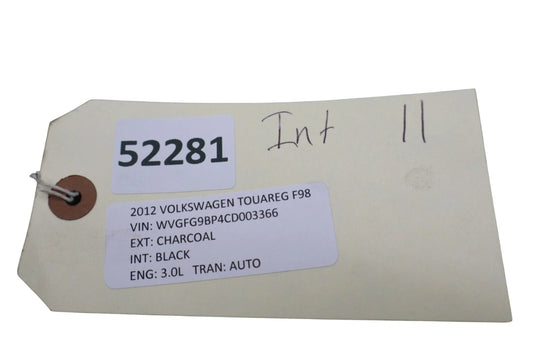 52281
Int 11
2012 VOLKSWAGEN TOUAREG F98
VIN: WVGFG9BP4CD003366
EXT: CHARCOAL
INT: BLACK
ENG: 3.0L TRAN: AUTO